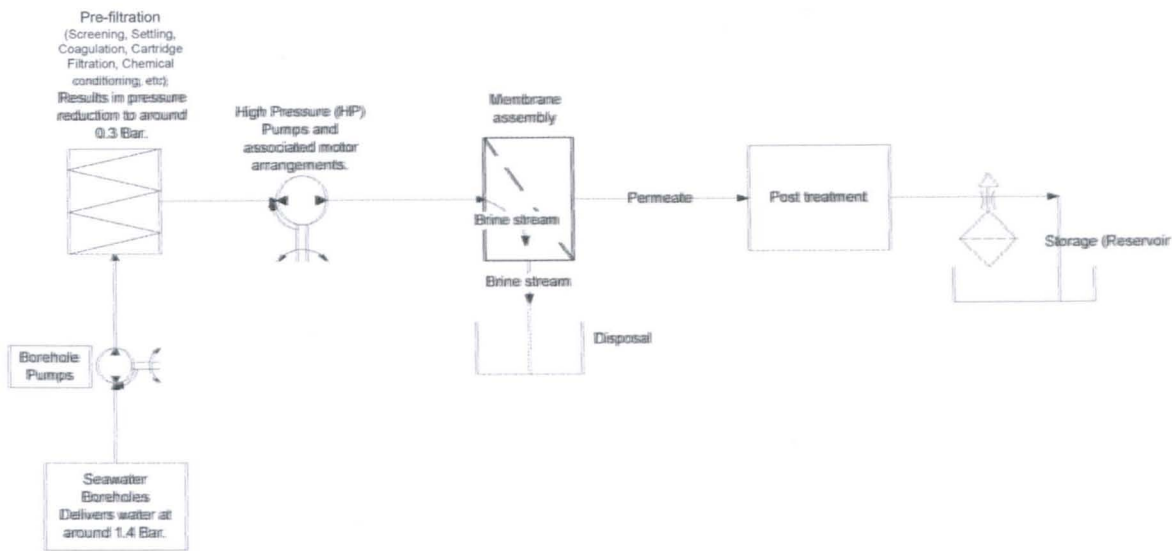 Pre-filtration
(Screening, Settling,
Coagulation, Cartridge
Filtration, Chemical
conditioning, etc);
Results in pressure
reduction to around
0.3 Bar.
High Pressure (HP)
Pumps and
associated motor
arrangements.
Membrane
assembly
Brine stream
Permeate
Post treatment
Storage (Reservoir
Brine stream
Disposal
Borehole
Pumps
Seawater
Boreholes
Delivers water at
around 1.4 Bar.